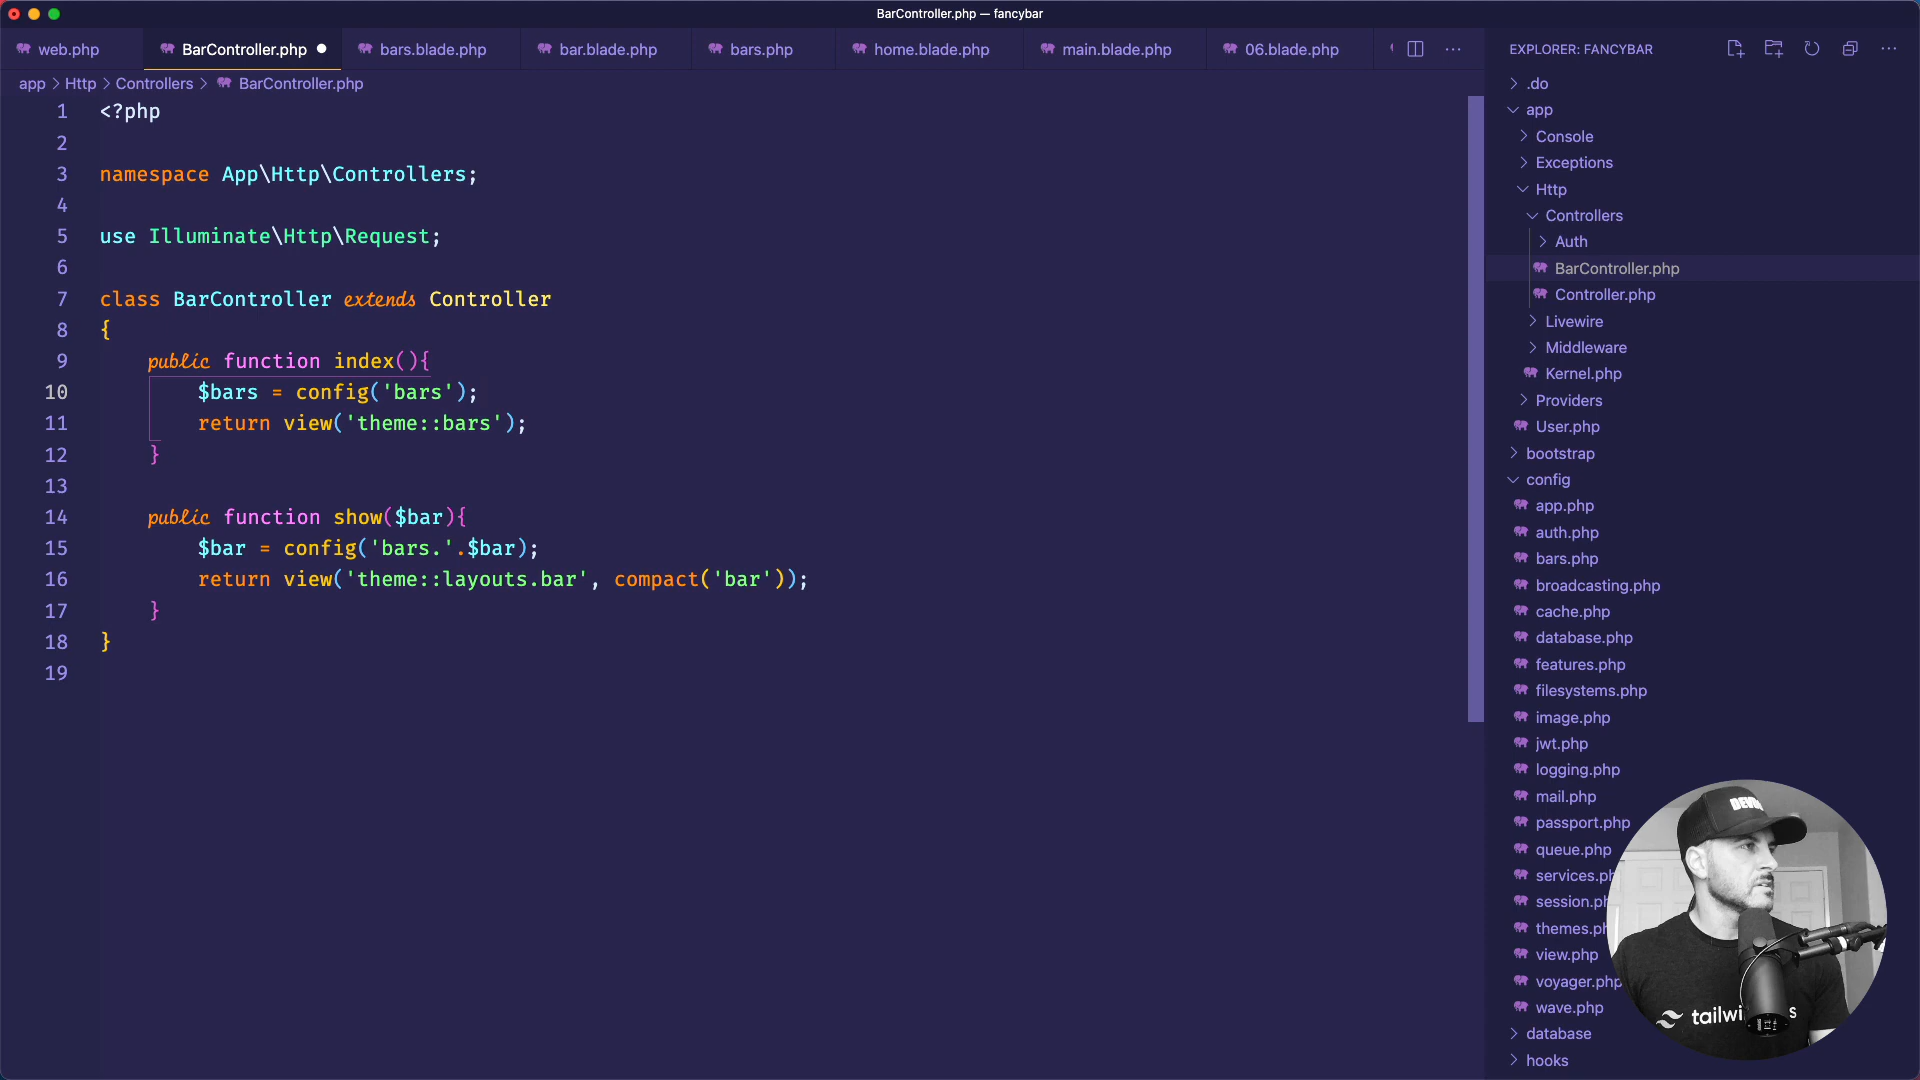 BarController.php — fancybar
web.php
BarController.php
bars.blade.php
bar.blade.php
bars.php
home.blade.php
main.blade.php
06.blade.php
EXPLORER: FANCYBAR
app > Http > Controllers > BarController.php
1 <?php
2
3 namespace App\Http\Controllers;
4
5 use Illuminate\Http\Request;
6
7 class BarController extends Controller
8 {
9     public function index(){
10         $bars = config('bars');
11         return view('theme::bars');
12     }
13
14     public function show($bar){
15         $bar = config('bars.'.$bar);
16         return view('theme::layouts.bar', compact('bar'));
17     }
18 }
19
.do
app
Console
Exceptions
Http
Controllers
Auth
BarController.php
Controller.php
Livewire
Middleware
Kernel.php
Providers
User.php
bootstrap
config
app.php
auth.php
bars.php
broadcasting.php
cache.php
database.php
features.php
filesystems.php
image.php
jwt.php
logging.php
mail.php
passport.php
queue.php
services.ph
session.ph
themes.ph
view.php
voyager.php
wave.php
database
hooks
tailwi s